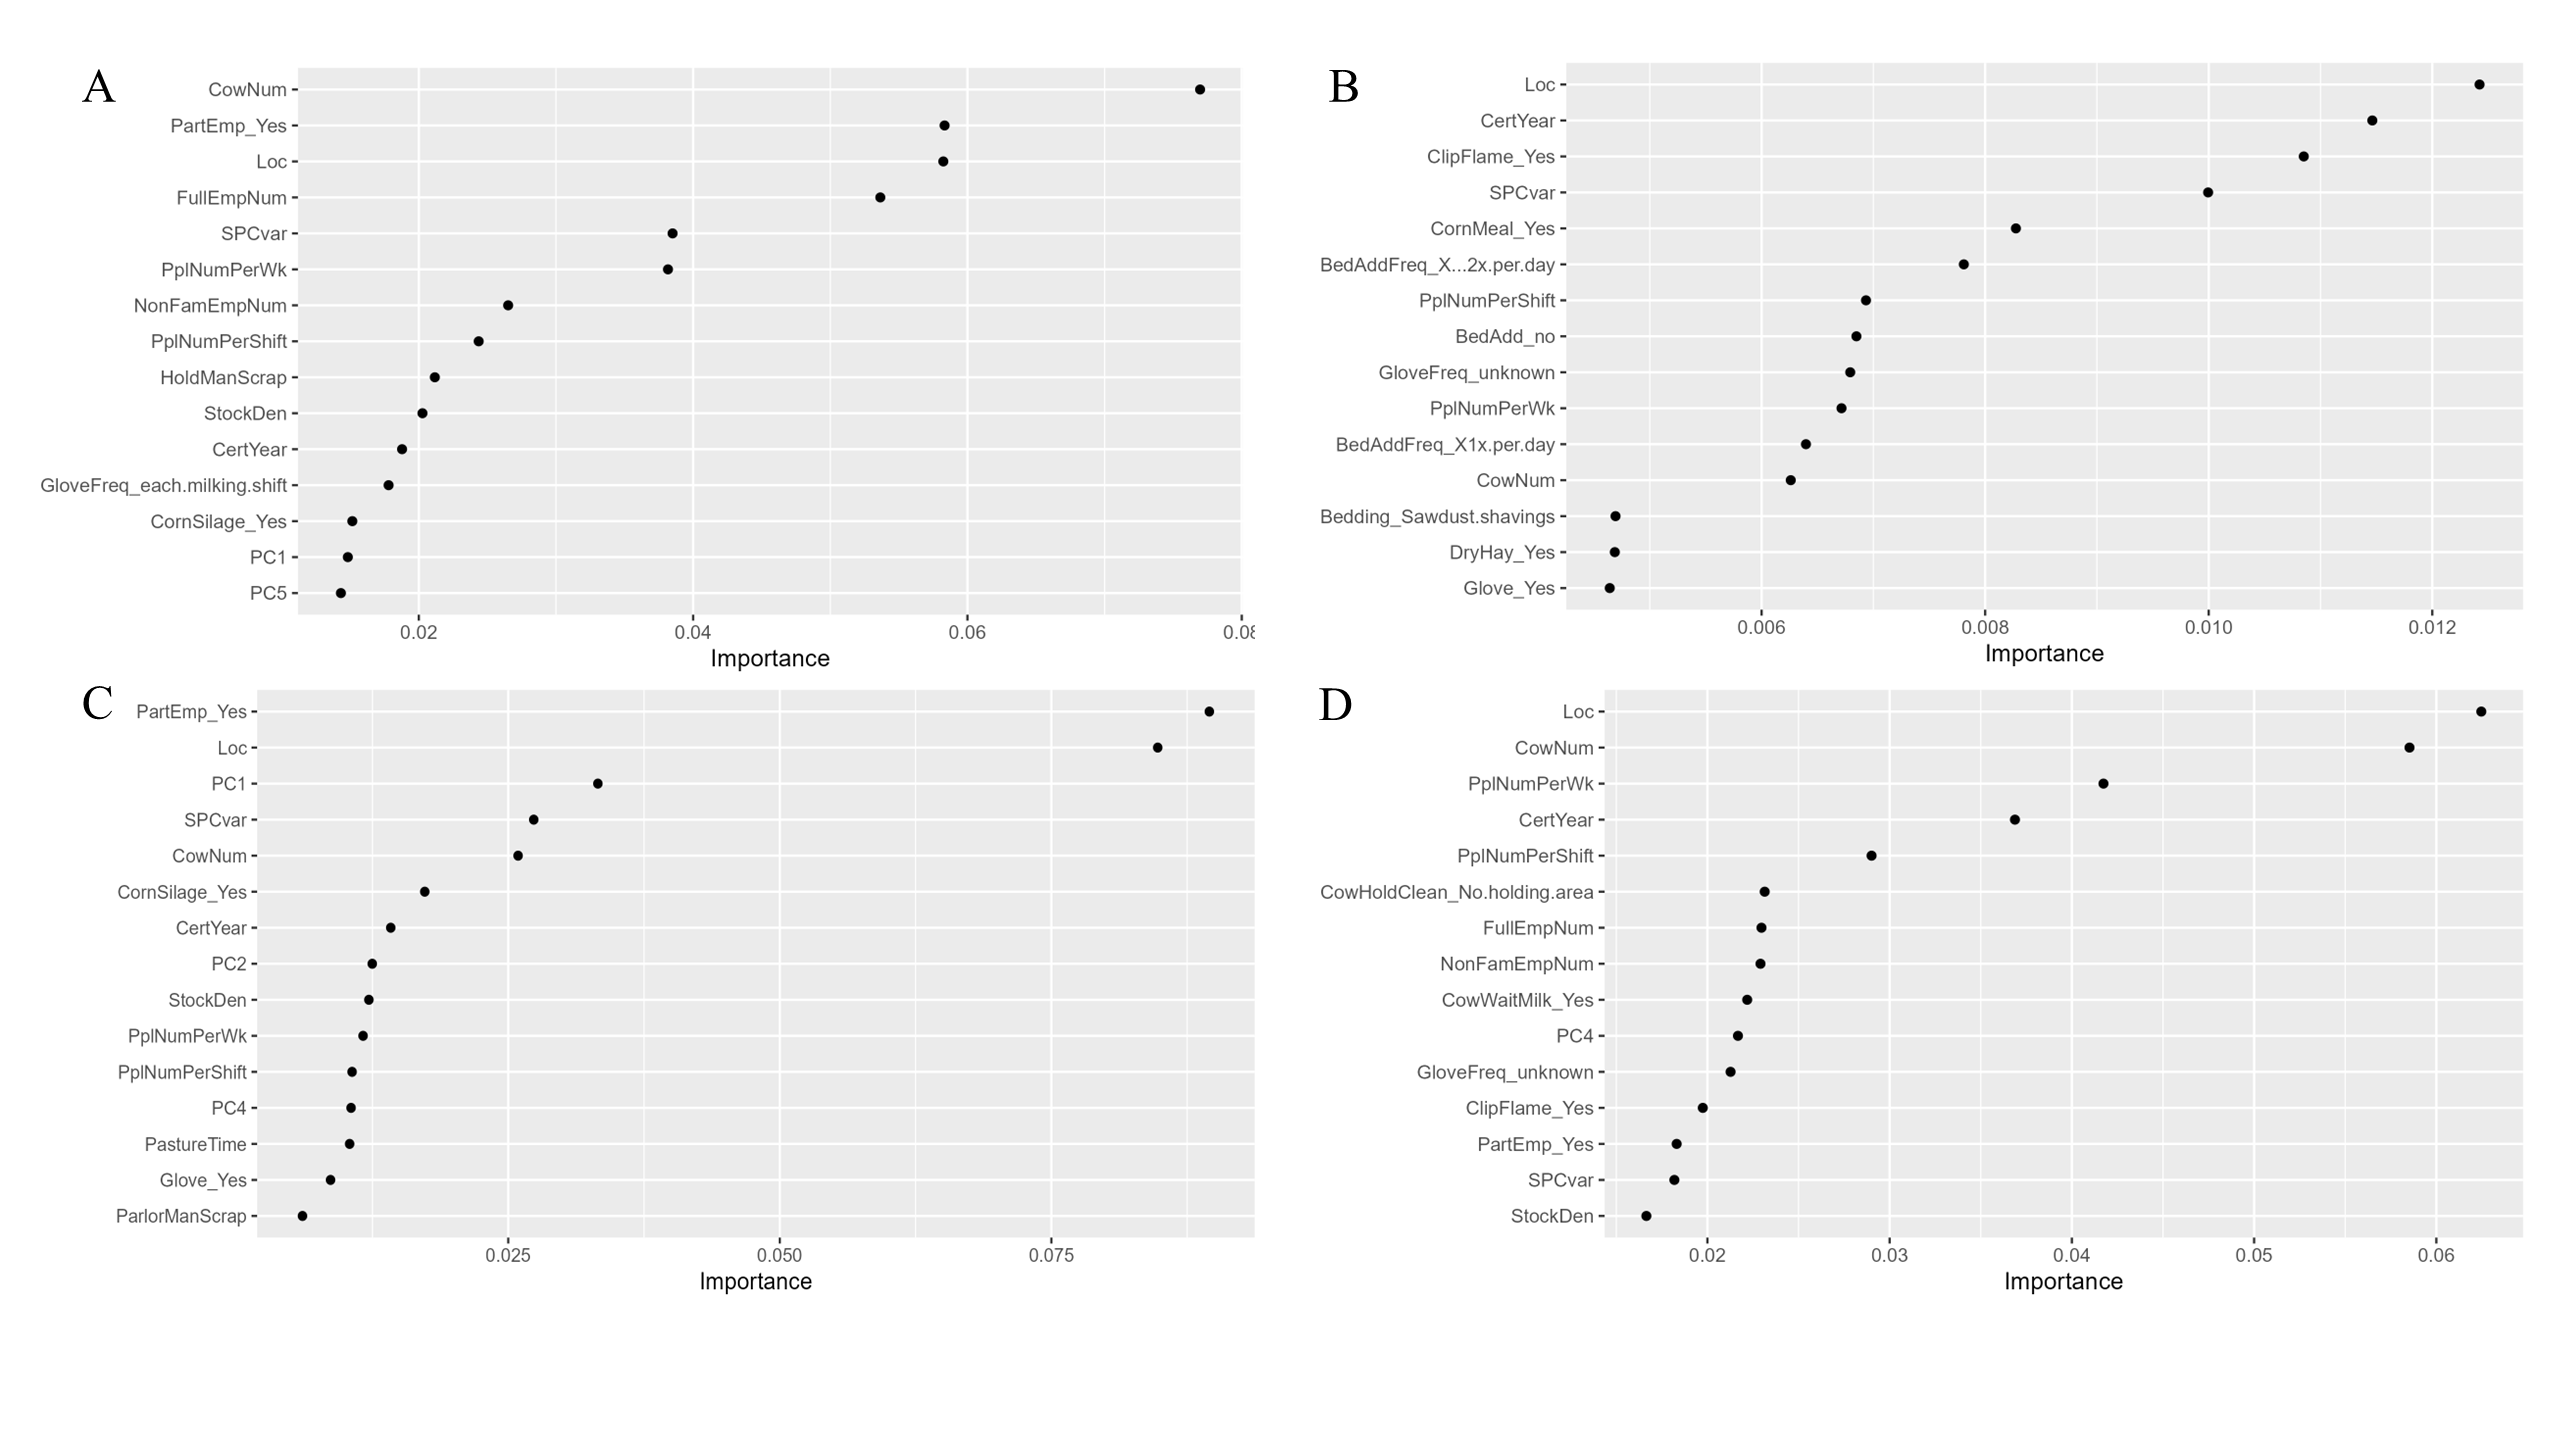 A
CowNum
PartEmp_Yes
Loc
FullEmpNum
SPCvar
PplNumPerWk
NonFamEmpNum
PplNumPerShift
HoldManScrap
StockDen
CertYear
GloveFreq_each.milking.shift
CornSilage_Yes
PC1
PC5
0.02 0.04 0.06 0.08
Importance
B
Loc
CertYear
ClipFlame_Yes
SPCvar
CornMeal_Yes
BedAddFreq_X...2x.per.day
PplNumPerShift
BedAdd_no
GloveFreq_unknown
PplNumPerWk
BedAddFreq_X1x.per.day
CowNum
Bedding_Sawdust.shavings
DryHay_Yes
Glove_Yes
0.006 0.008 0.010 0.012
Importance
C
PartEmp_Yes
Loc
PC1
SPCvar
CowNum
CornSilage_Yes
CertYear
PC2
StockDen
PplNumPerWk
PplNumPerShift
PC4
PastureTime
Glove_Yes
ParlorManScrap
0.025 0.050 0.075
Importance
D
Loc
CowNum
PplNumPerWk
CertYear
PplNumPerShift
CowHoldClean_No.holding.area
FullEmpNum
NonFamEmpNum
CowWaitMilk_Yes
PC4
GloveFreq_unknown
ClipFlame_Yes
PartEmp_Yes
SPCvar
StockDen
0.02 0.03 0.04 0.05 0.06
Importance